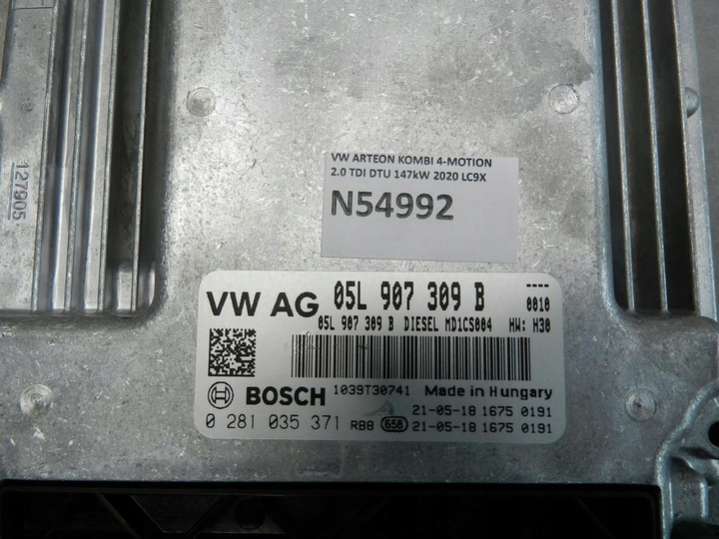 127905
VW ARTEON KOMBI 4-MOTION
2.0 TDI DTU 147kW 2020 LC9X
N54992
VW AG 05L 907 309 B ----
0010
05L 907 309 B DIESEL MD1CS004 HW: H30
BOSCH 1039T30741 Made in Hungary
21-05-18 1675 0191
0 281 035 371 RB8 658 21-05-18 1675 0191